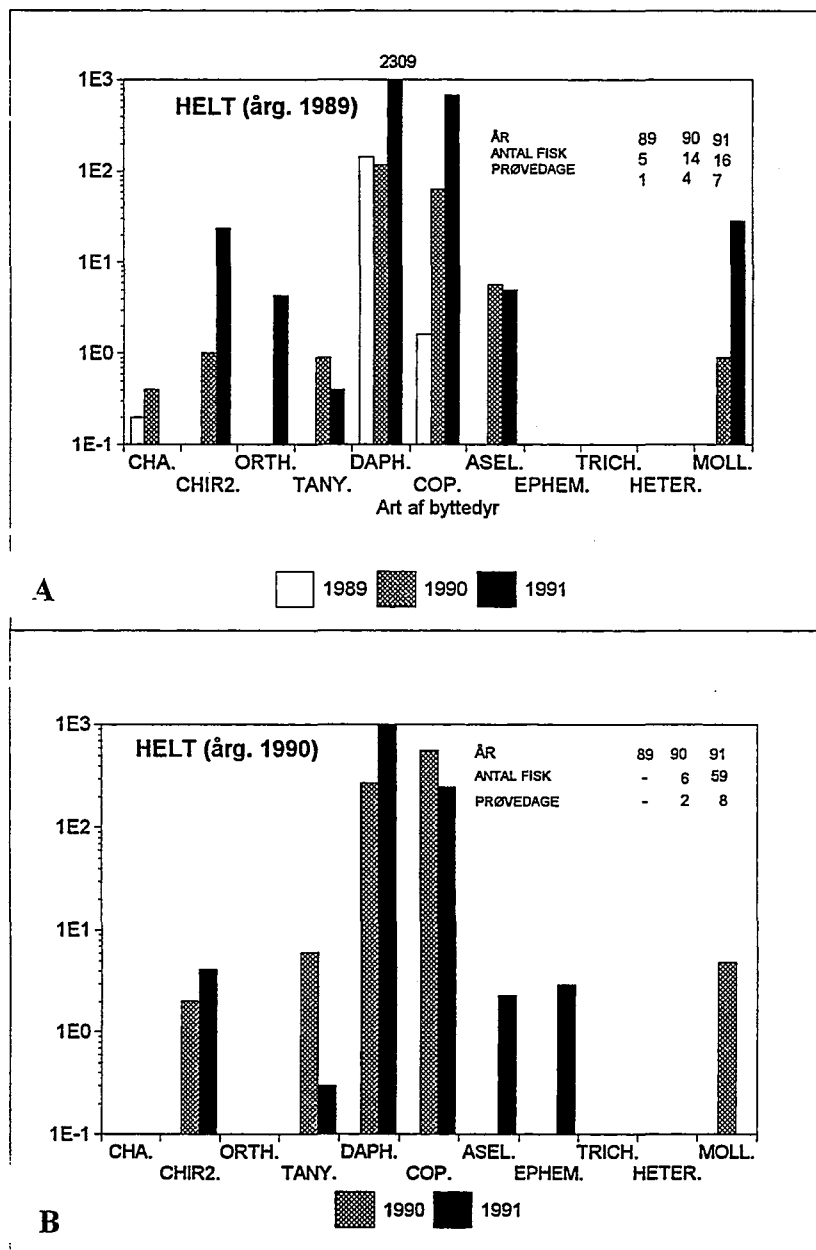 2309
1E3
HELT (årg. 1989)
ÅR 89 90 91
ANTAL FISK 5 14 16
PRØVEDAGE 1 4 7
1E2
1E1
1E0
1E-1
CHA. ORTH. DAPH. ASEL. TRICH. MOLL.
CHIR2. TANY. COP. EPHEM. HETER.
Art af byttedyr
A
1989 1990 1991
1E3
HELT (årg. 1990)
ÅR 89 90 91
ANTAL FISK - 6 59
PRØVEDAGE - 2 8
1E2
1E1
1E0
1E-1
CHA. ORTH. DAPH. ASEL. TRICH. MOLL.
CHIR2. TANY. COP. EPHEM. HETER.
B
1990 1991